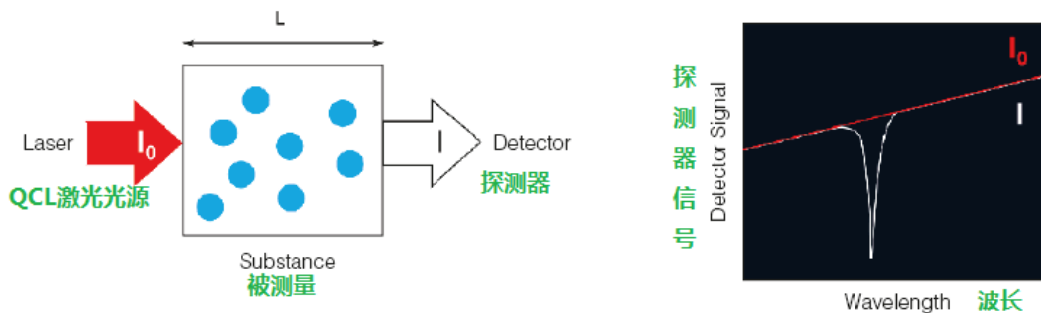 L
Laser
I0
I
Detector
QCL激光光源
探测器
Substance
被测量
探测器信号
Detector Signal
I0
I
Wavelength 波长